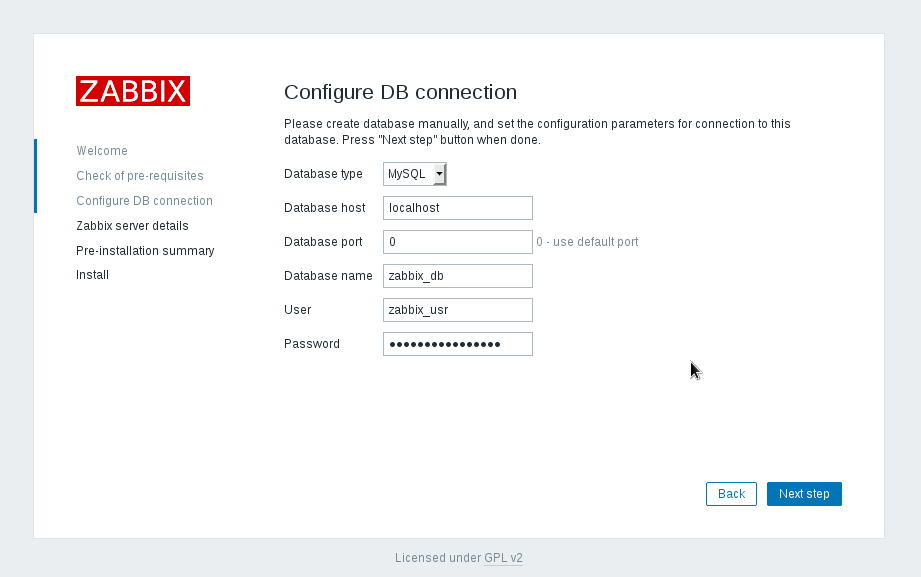 ZABBIX
Welcome
Check of pre-requisites
Configure DB connection
Zabbix server details
Pre-installation summary
Install
Configure DB connection
Please create database manually, and set the configuration parameters for connection to this
database. Press "Next step" button when done.
Database type MySQL
Database host localhost
Database port 0 0 - use default port
Database name zabbix_db
User zabbix_usr
Password ●●●●●●●●●●●●●●●●
Back Next step
Licensed under GPL v2